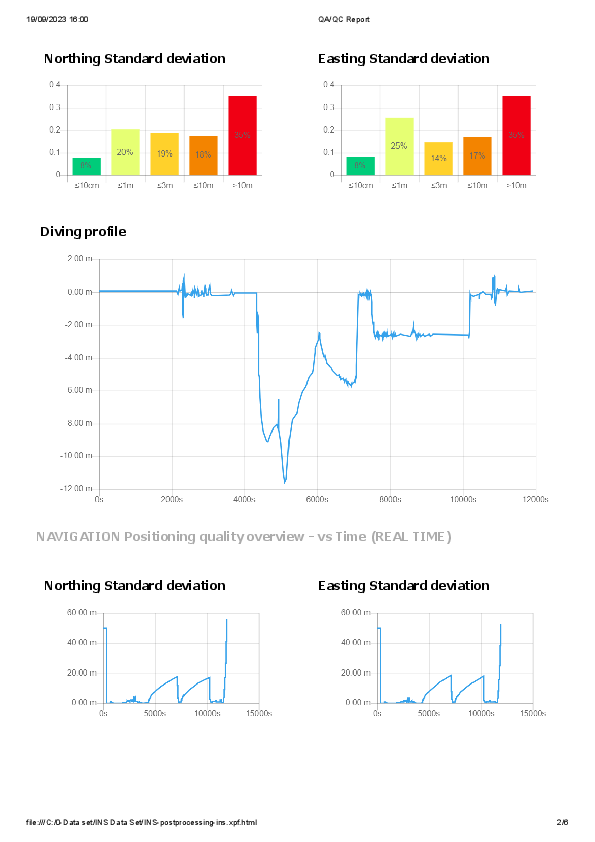 19/09/2023 16:00 QA/QC Report
Northing Standard deviation Easting Standard deviation
0.4 0.4
0.3 0.3
0.2 0.2
0.1 0.1
0 0
8% 20% 19% 18% 35% 8% 25% 14% 17% 35%
≤10cm ≤1m ≤3m ≤10m >10m ≤10cm ≤1m ≤3m ≤10m >10m
Diving profile
2.00 m
0.00 m
-2.00 m
-4.00 m
6.00 m
8.00 m
-10.00 m
-12.00 m
0s 2000s 4000s 6000s 8000s 10000s 12000s
NAVIGATION Positioning quality overview - vs Time (REAL TIME)
Northing Standard deviation Easting Standard deviation
60.00 m 60.00 m
40.00 m 40.00 m
20.00 m 20.00 m
0.00 m 0.00 m
0s 5000s 10000s 15000s 0s 5000s 10000s 15000s
file:///C:/0-Data set/INS Data Set/INS-postprocessing-ins.xpf.html 2/6